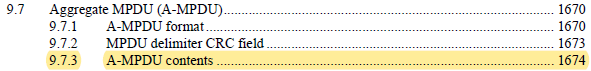 9.7 Aggregate MPDU (A-MPDU)........................................................................................................ 1670
9.7.1 A-MPDU format............................................................................................................ 1670
9.7.2 MPDU delimiter CRC field.......................................................................................... 1673
9.7.3 A-MPDU contents ........................................................................................................ 1674